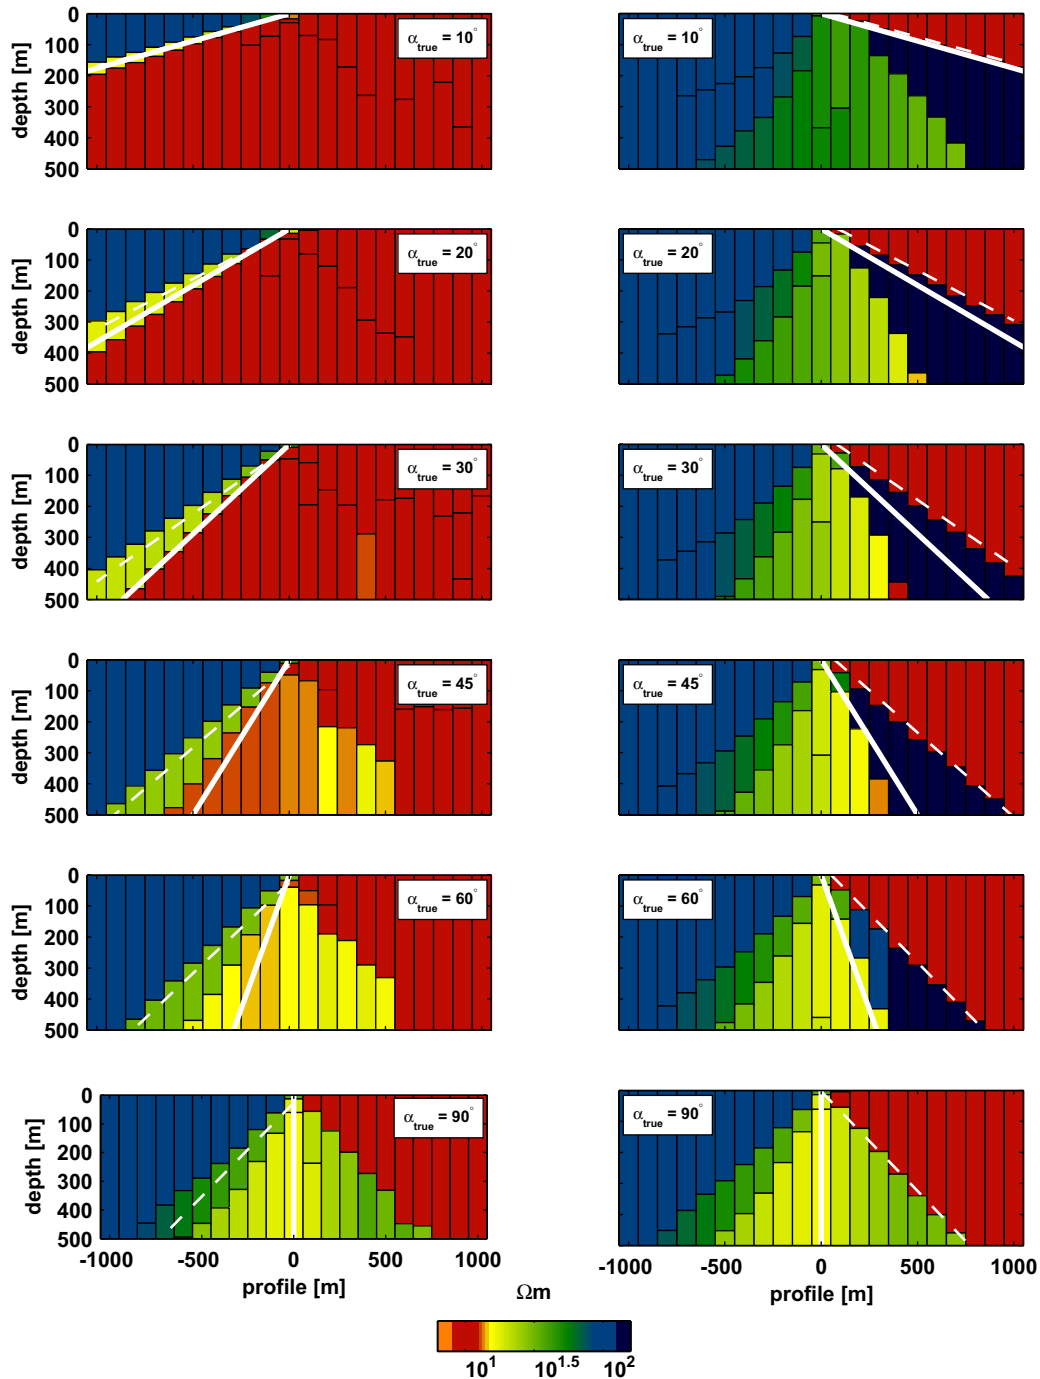 α_true = 10°
α_true = 10°
depth [m]
0
100
200
300
400
500
α_true = 20°
α_true = 20°
depth [m]
0
100
200
300
400
500
α_true = 30°
α_true = 30°
depth [m]
0
100
200
300
400
500
α_true = 45°
α_true = 45°
depth [m]
0
100
200
300
400
500
α_true = 60°
α_true = 60°
depth [m]
0
100
200
300
400
500
α_true = 90°
α_true = 90°
depth [m]
0
100
200
300
400
500
-1000 -500 0 500 1000
-1000 -500 0 500 1000
profile [m]
profile [m]
Ωm
10^1 10^1.5 10^2